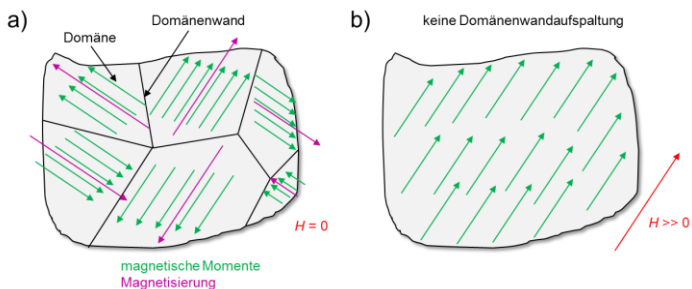 a)
Domänenwand
Domäne
H = 0
magnetische Momente
Magnetisierung
b)
keine Domänenwandaufspaltung
H >> 0